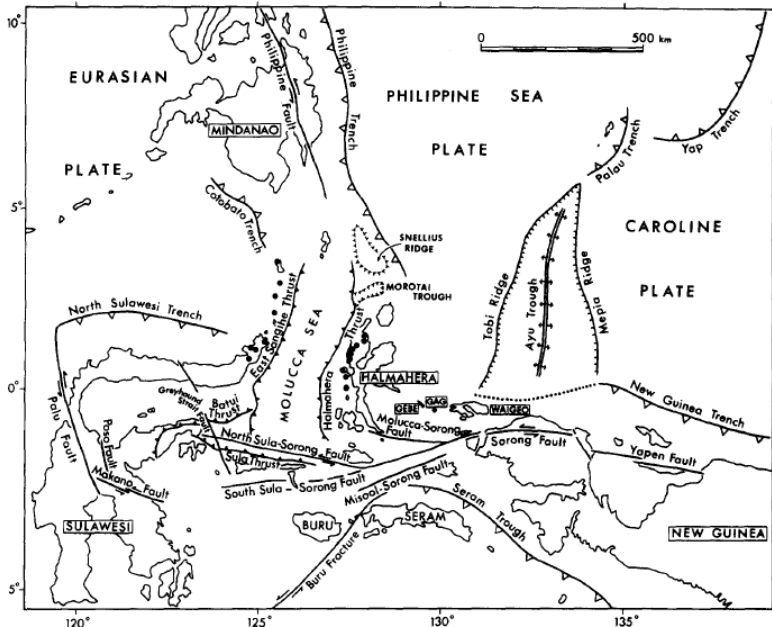 10°
EURASIAN
PLATE
Philippine Fault
Philippine Trench
0 500 km
PHILIPPINE SEA
PLATE
MINDANAO
Palau Trench
Yap Trench
5°
Cotobato Trench
SNELLIUS
RIDGE
MOROTAI
TROUGH
CAROLINE
PLATE
Tobi Ridge
Ayu Trough
Mapia Ridge
North Sulawesi Trench
East Sangihe Thrust
MOLUCCA SEA
Halmahera Thrust
HALMAHERA
0°
GEBE
GAG
WAIGEO
New Guinea Trench
Palu Fault
Poso Fault
Greyhound
Strait Fault
Batui
Thrust
Molucca-Sorong
Fault
North Sula-Sorong Fault
Sula Thrust
Sorong Fault
Yapen Fault
Makano Fault
South Sula-Sorong Fault
Misool-Sorong Fault
Seram Trough
SULAWESI
BURU
SERAM
Buru Fracture
NEW GUINEA
5°
120°
125°
130°
135°